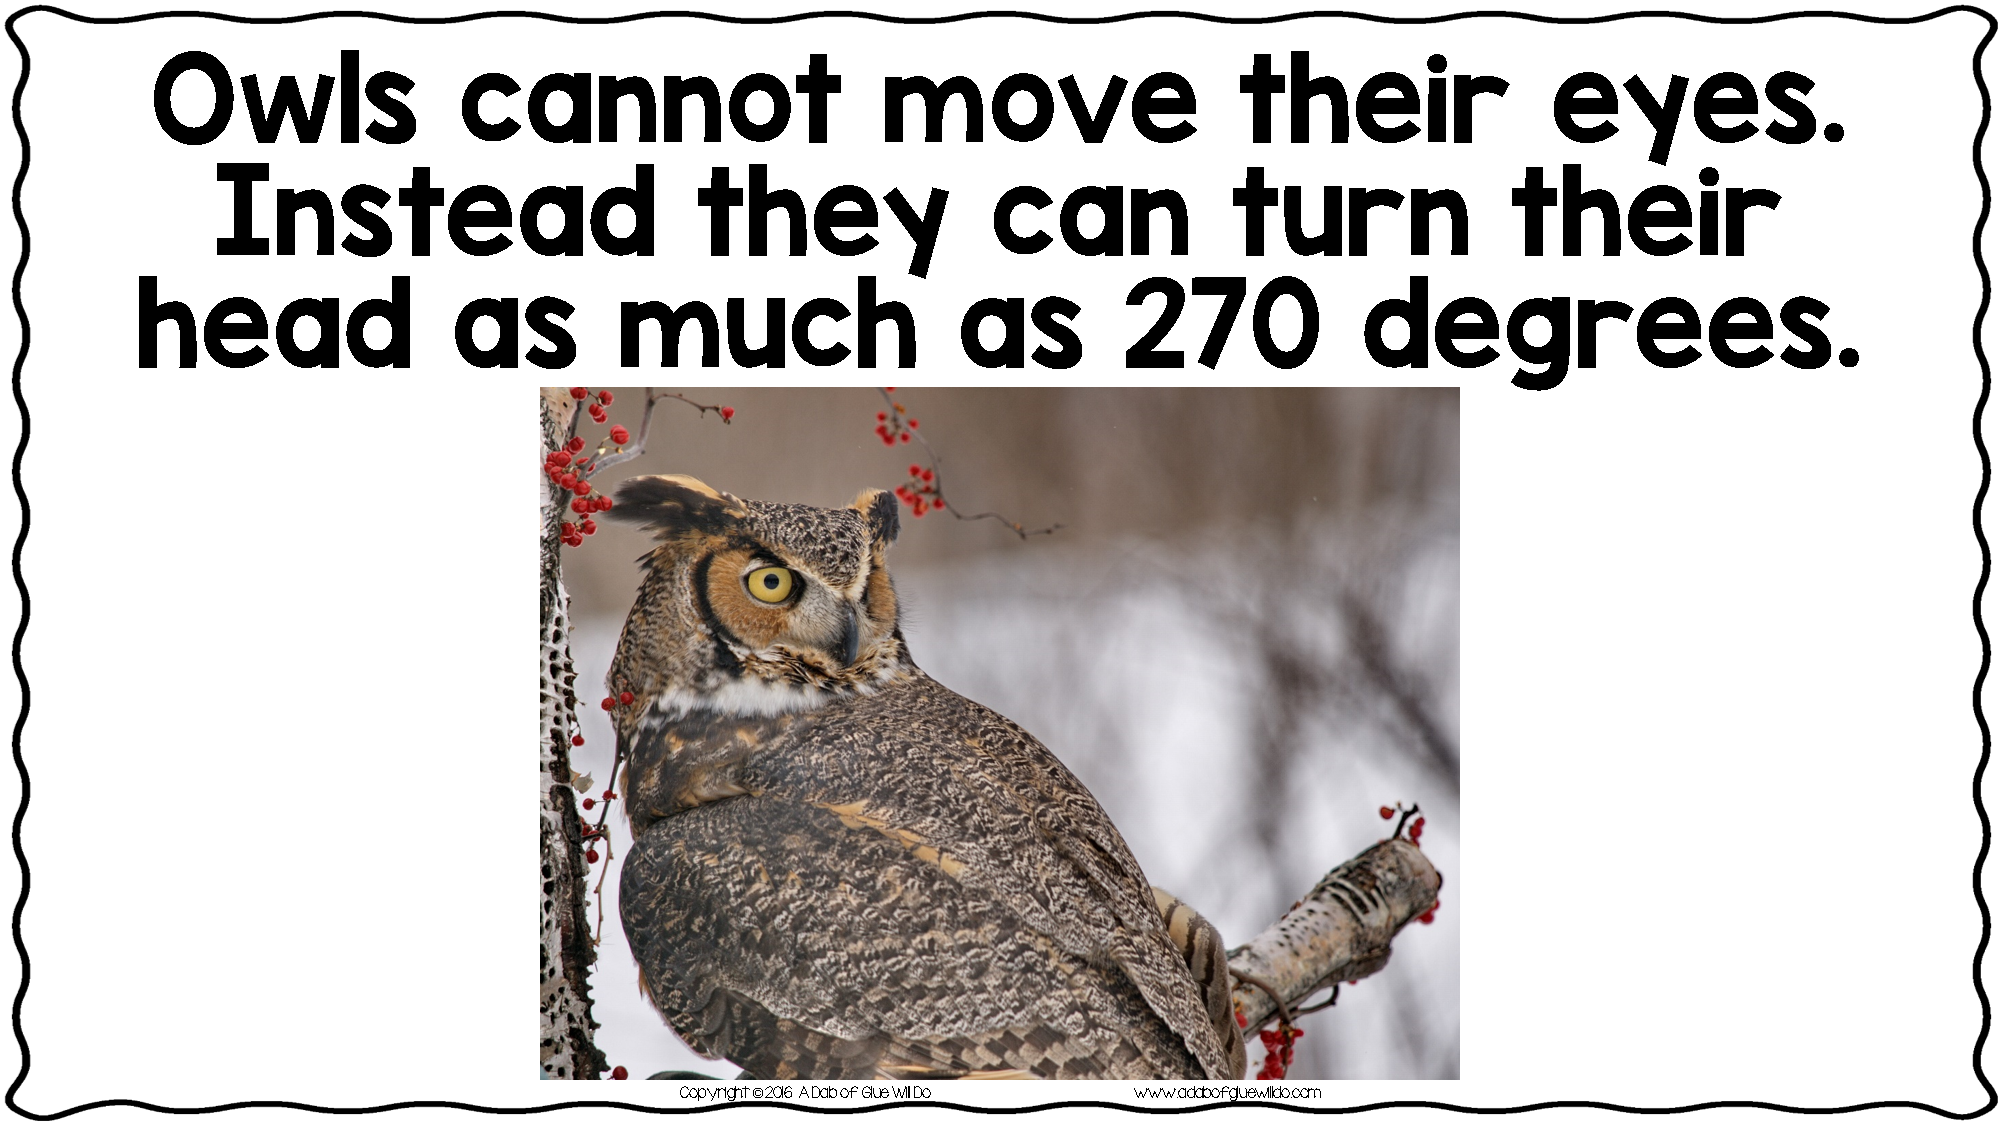 Owls cannot move their eyes.
Instead they can turn their
head as much as 270 degrees.
Copyright ©2016 A Dab of Glue Will Do
www.adabofgluewilldo.com